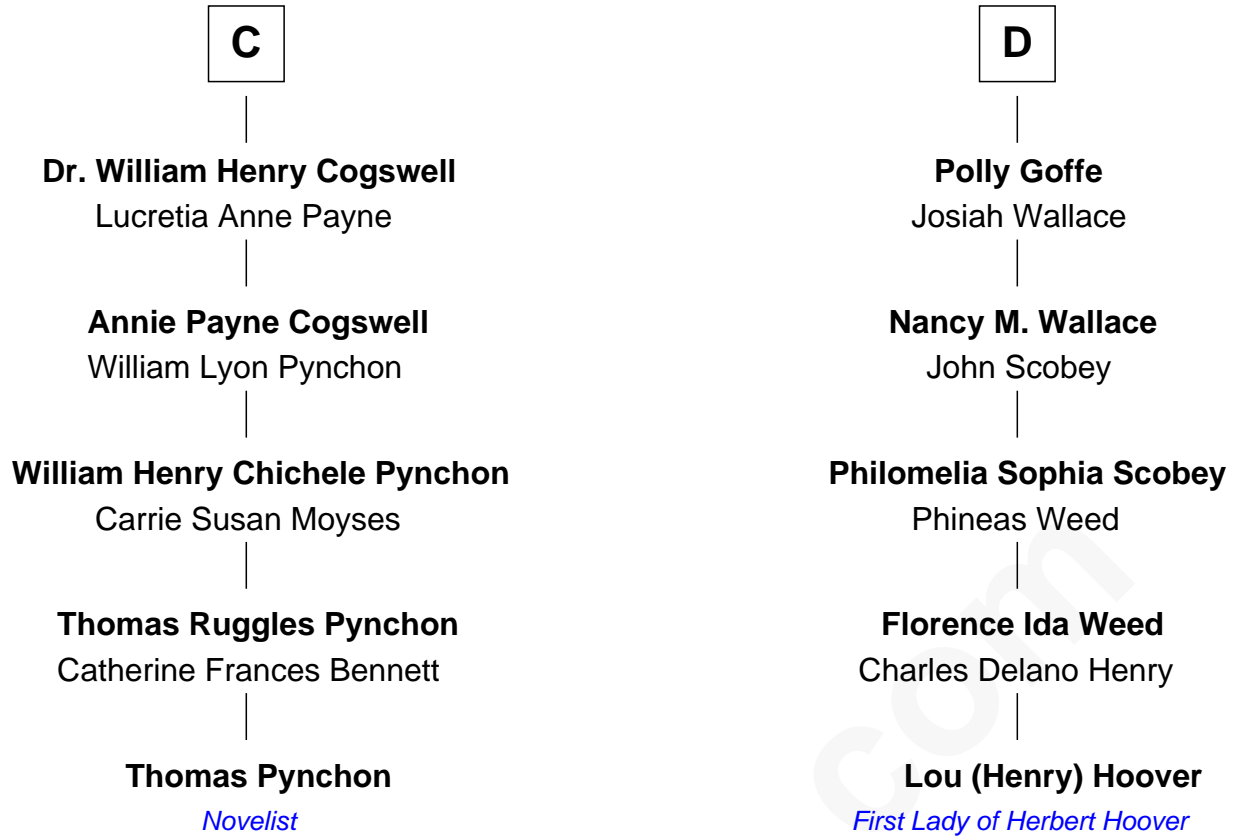 C
Dr. William Henry Cogswell
Lucretia Anne Payne
Annie Payne Cogswell
William Lyon Pynchon
William Henry Chichele Pynchon
Carrie Susan Moyses
Thomas Ruggles Pynchon
Catherine Frances Bennett
Thomas Pynchon
Novelist
D
Polly Goffe
Josiah Wallace
Nancy M. Wallace
John Scobey
Philomelia Sophia Scobey
Phineas Weed
Florence Ida Weed
Charles Delano Henry
Lou (Henry) Hoover
First Lady of Herbert Hoover
com